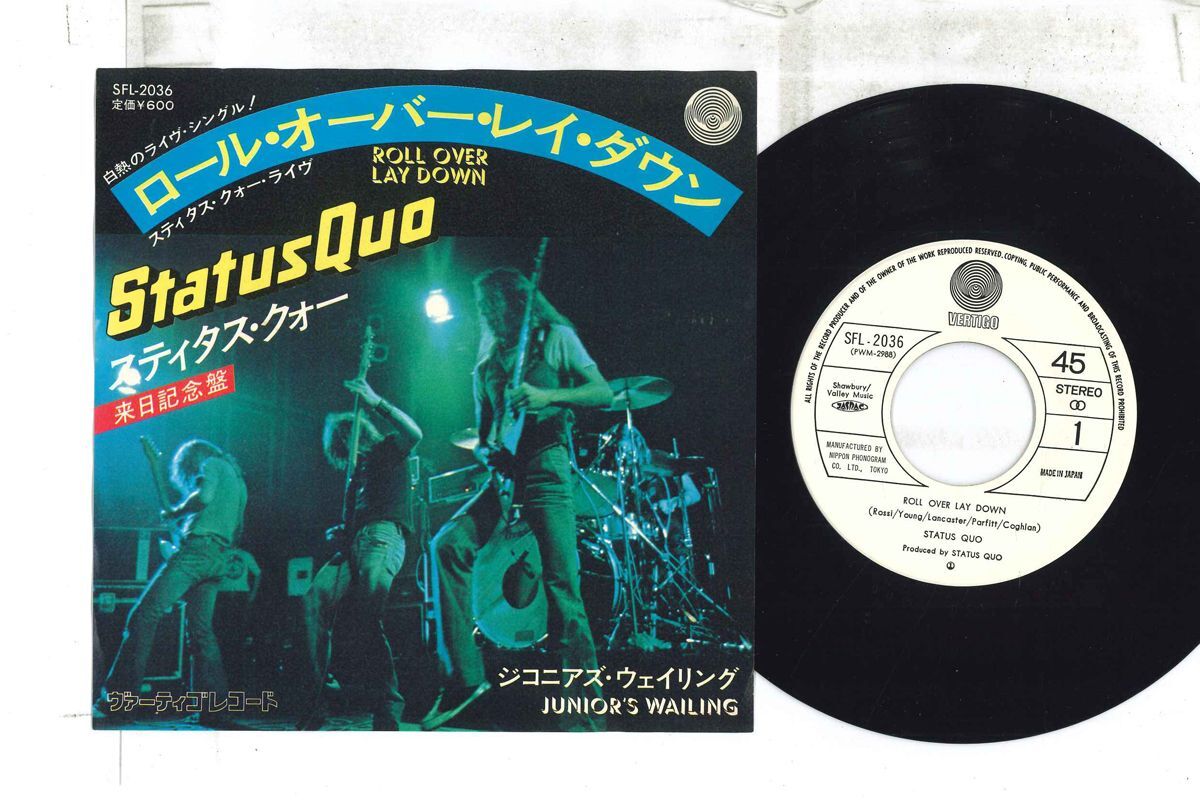 SFL-2036
定価¥600
白熱のライヴ・シングル!
ロール・オーバー・レイ・ダウン
ROLL OVER
LAY DOWN
スティタス・クォー・ライヴ
StatusQuo
スティタス・クォー
来日記念盤
ジコニアズ・ウェイリング
JUNIOR'S WAILING
ヴァーティゴレコード
ALL RIGHTS OF THE RECORD PRODUCER AND OF THE OWNER OF THE WORK REPRODUCED RESERVED. COPYING, PUBLIC PERFORMANCE AND BROADCASTING OF THIS RECORD PROHIBITED
VERTIGO
SFL-2036
(PWM-2988)
Shawbury/
Valley Music
JASRAC
MANUFACTURED BY
NIPPON PHONOGRAM
CO. LTD., TOKYO
45
STEREO
1
MADE IN JAPAN
ROLL OVER LAY DOWN
(Rossi/Young/Lancaster/Parfitt/Coghlan)
STATUS QUO
Produced by STATUS QUO